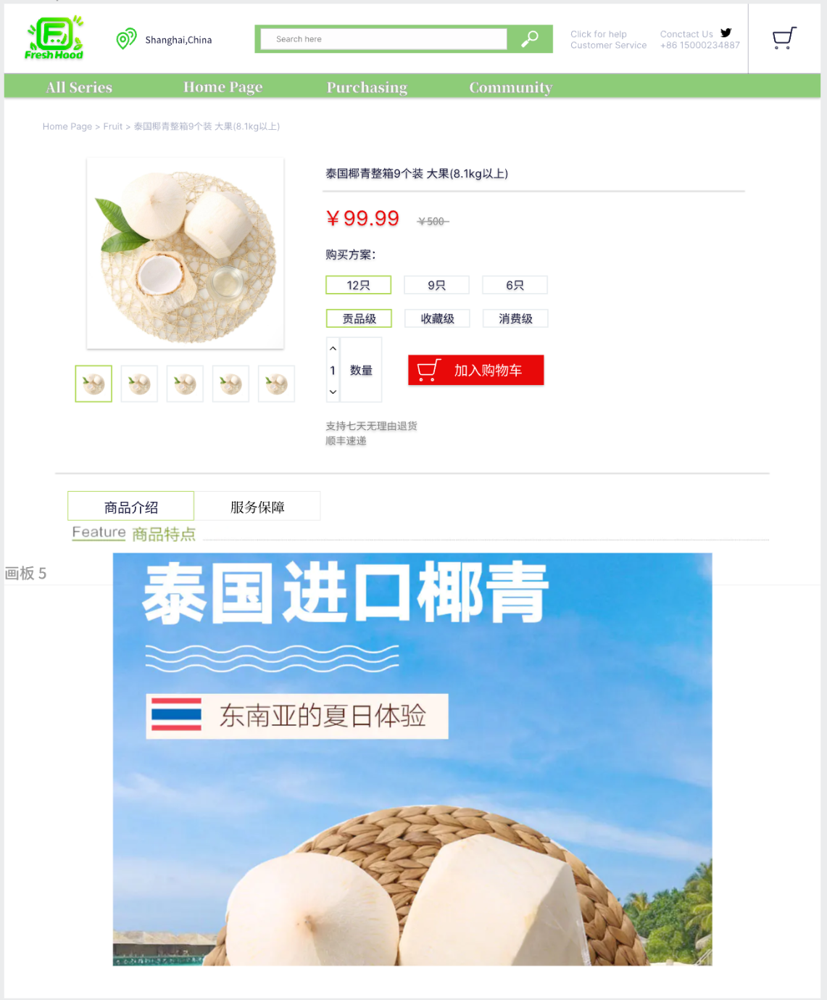 Fresh Hood
Shanghai,China
Search here
Click for help
Customer Service
Conctact Us
+86 15000234887
All Series
Home Page
Purchasing
Community
Home Page > Fruit > 泰国椰青整箱9个装 大果(8.1kg以上)
泰国椰青整箱9个装 大果(8.1kg以上)
￥99.99
￥500
购买方案：
12只
9只
6只
贡品级
收藏级
消费级
1
数量
加入购物车
支持七天无理由退货
顺丰速递
商品介绍
服务保障
Feature 商品特点
画板 5
泰国进口椰青
东南亚的夏日体验